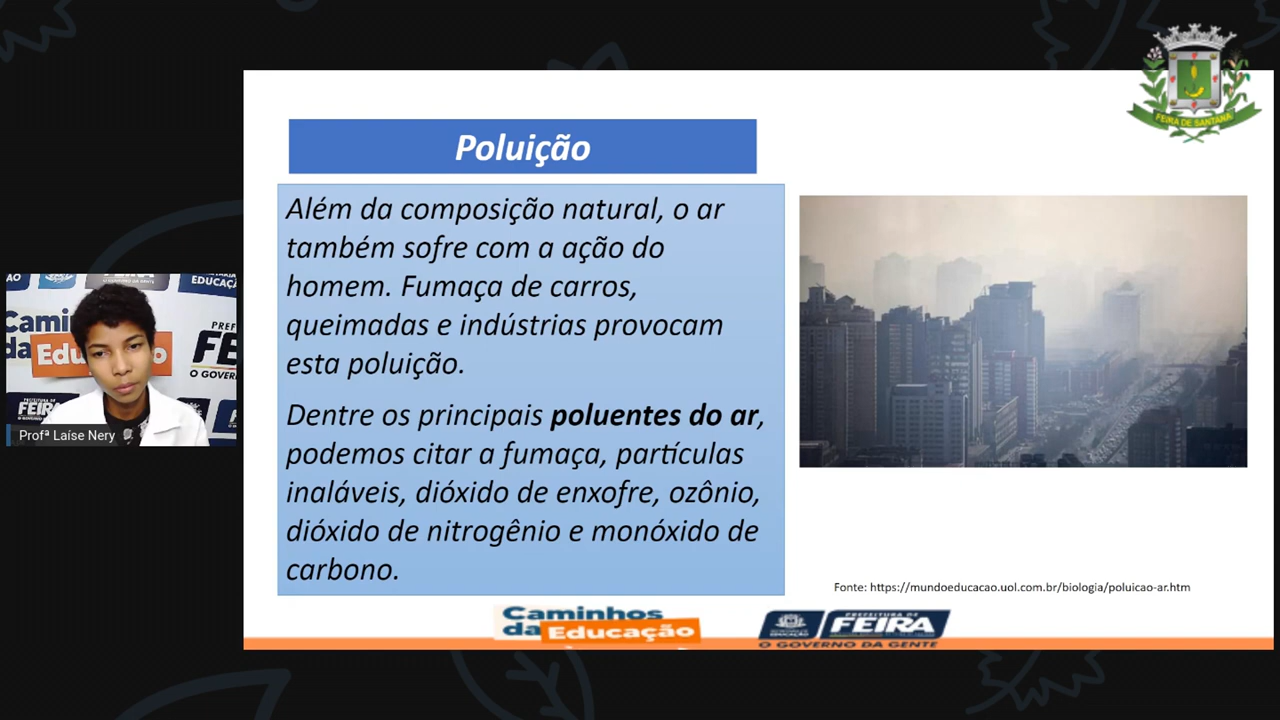 FEIRA DE SANTANA
Poluição
Além da composição natural, o ar
também sofre com a ação do
homem. Fumaça de carros,
queimadas e indústrias provocam
esta poluição.
Dentre os principais poluentes do ar,
podemos citar a fumaça, partículas
inaláveis, dióxido de enxofre, ozônio,
dióxido de nitrogênio e monóxido de
carbono.
Profª Laíse Nery
Fonte: https://mundoeducacao.uol.com.br/biologia/poluicao-ar.htm
Caminhos
da Educação
PREFEITURA DE
FEIRA
O GOVERNO DA GENTE